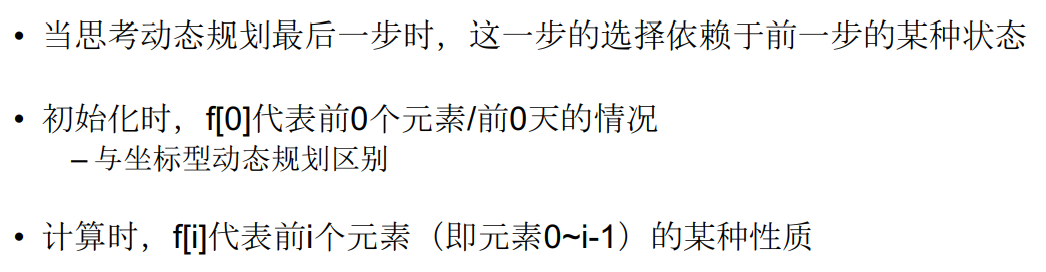 • 当思考动态规划最后一步时，这一步的选择依赖于前一步的某种状态
• 初始化时，f[0]代表前0个元素/前0天的情况
– 与坐标型动态规划区别
• 计算时，f[i]代表前i个元素（即元素0~i-1）的某种性质